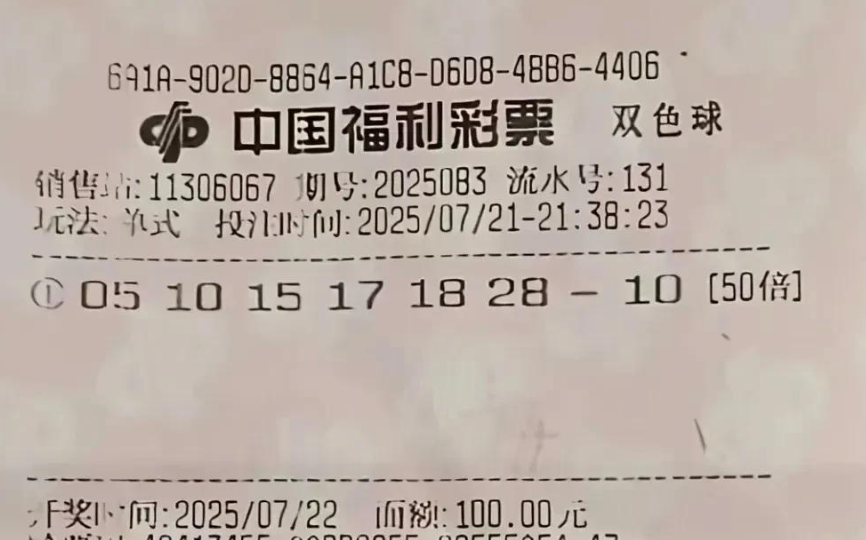 6A1A-902D-8864-A1C8-D6D8-4BB6-4406
中国福利彩票 双色球
销售站:11306067 期号:2025083 流水号:131
玩法:单式 投注时间:2025/07/21-21:38:23
① 05 10 15 17 18 28 - 10 [50倍]
开奖时间:2025/07/22 面额:100.00元